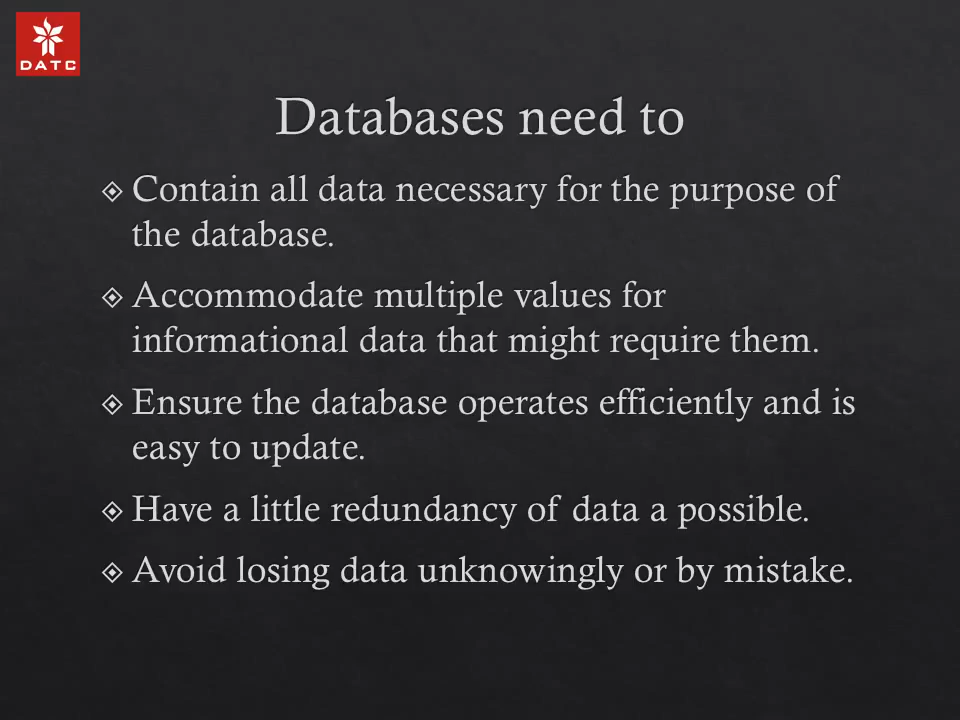 DATC
Databases need to
Contain all data necessary for the purpose of
the database.
Accommodate multiple values for
informational data that might require them.
Ensure the database operates efficiently and is
easy to update.
Have a little redundancy of data a possible.
Avoid losing data unknowingly or by mistake.